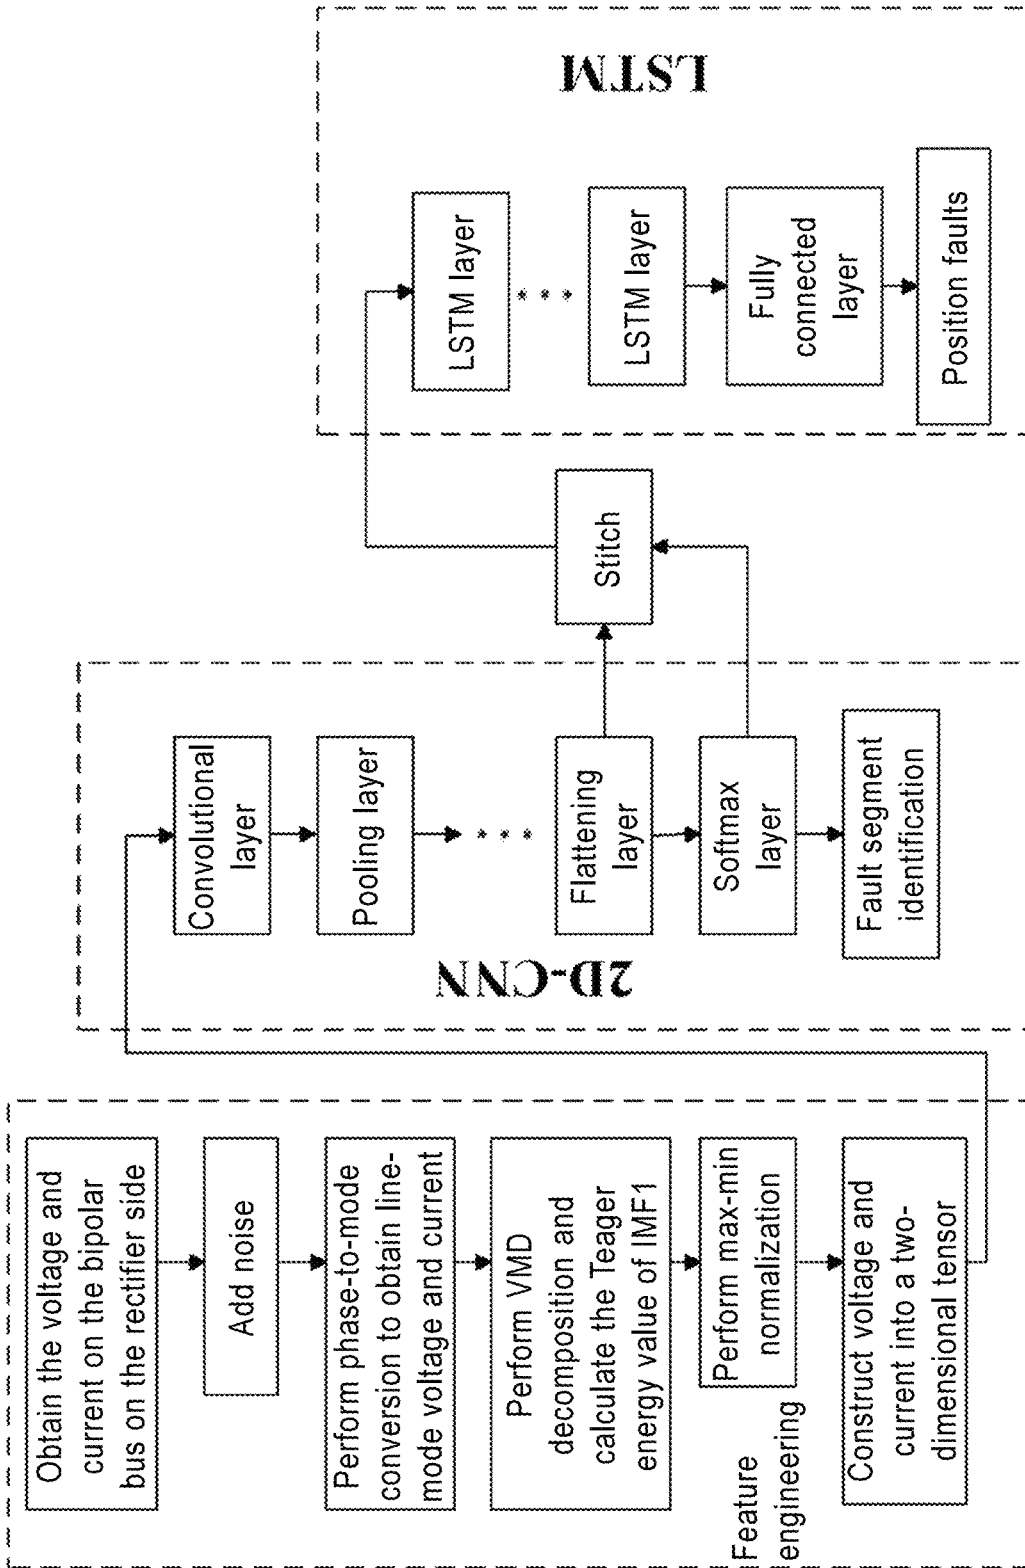 Obtain the voltage and
current on the bipolar
bus on the rectifier side
Add noise
Perform phase-to-mode
conversion to obtain line-
mode voltage and current
Perform VMD
decomposition and
calculate the Teager
energy value of IMF1
Perform max-min
normalization
Feature
engineering
Construct voltage and
current into a two-
dimensional tensor
2D-CNN
Convolutional
layer
Pooling layer
Flattening
layer
Softmax
layer
Fault segment
identification
Stitch
LSTM
LSTM layer
LSTM layer
Fully
connected
layer
Position faults